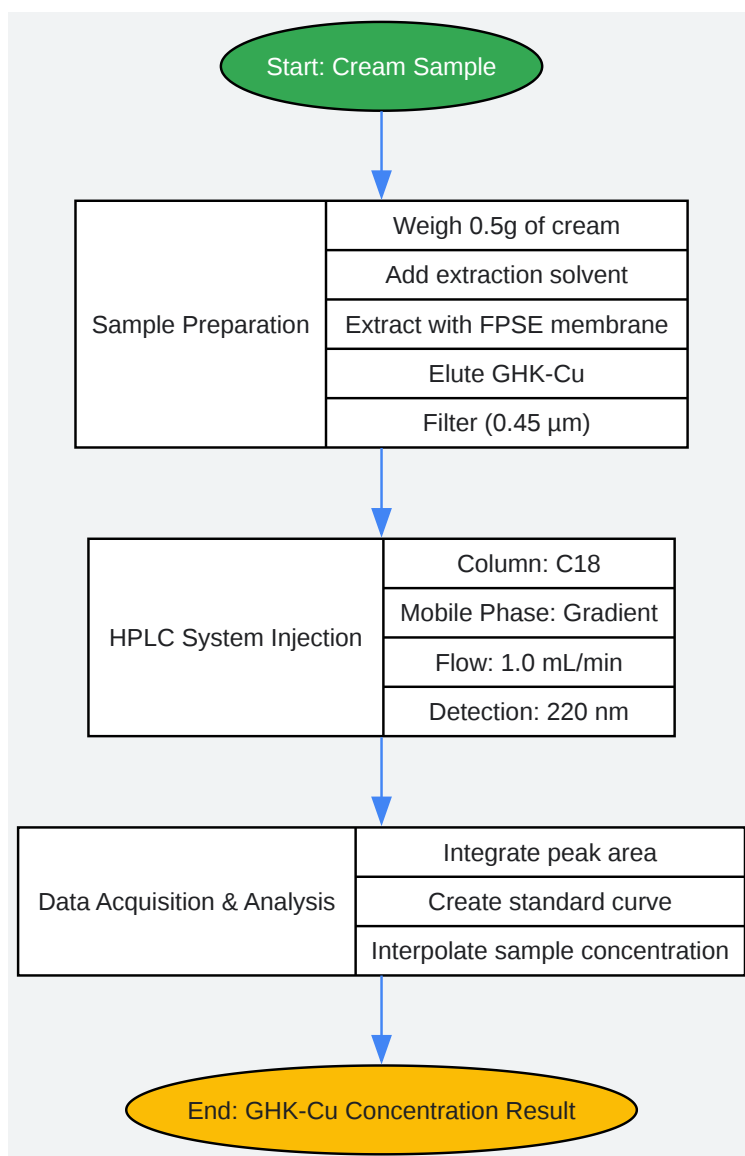 Start: Cream Sample
Sample Preparation
Weigh 0.5g of cream
Add extraction solvent
Extract with FPSE membrane
Elute GHK-Cu
Filter (0.45 µm)
HPLC System Injection
Column: C18
Mobile Phase: Gradient
Flow: 1.0 mL/min
Detection: 220 nm
Data Acquisition & Analysis
Integrate peak area
Create standard curve
Interpolate sample concentration
End: GHK-Cu Concentration Result